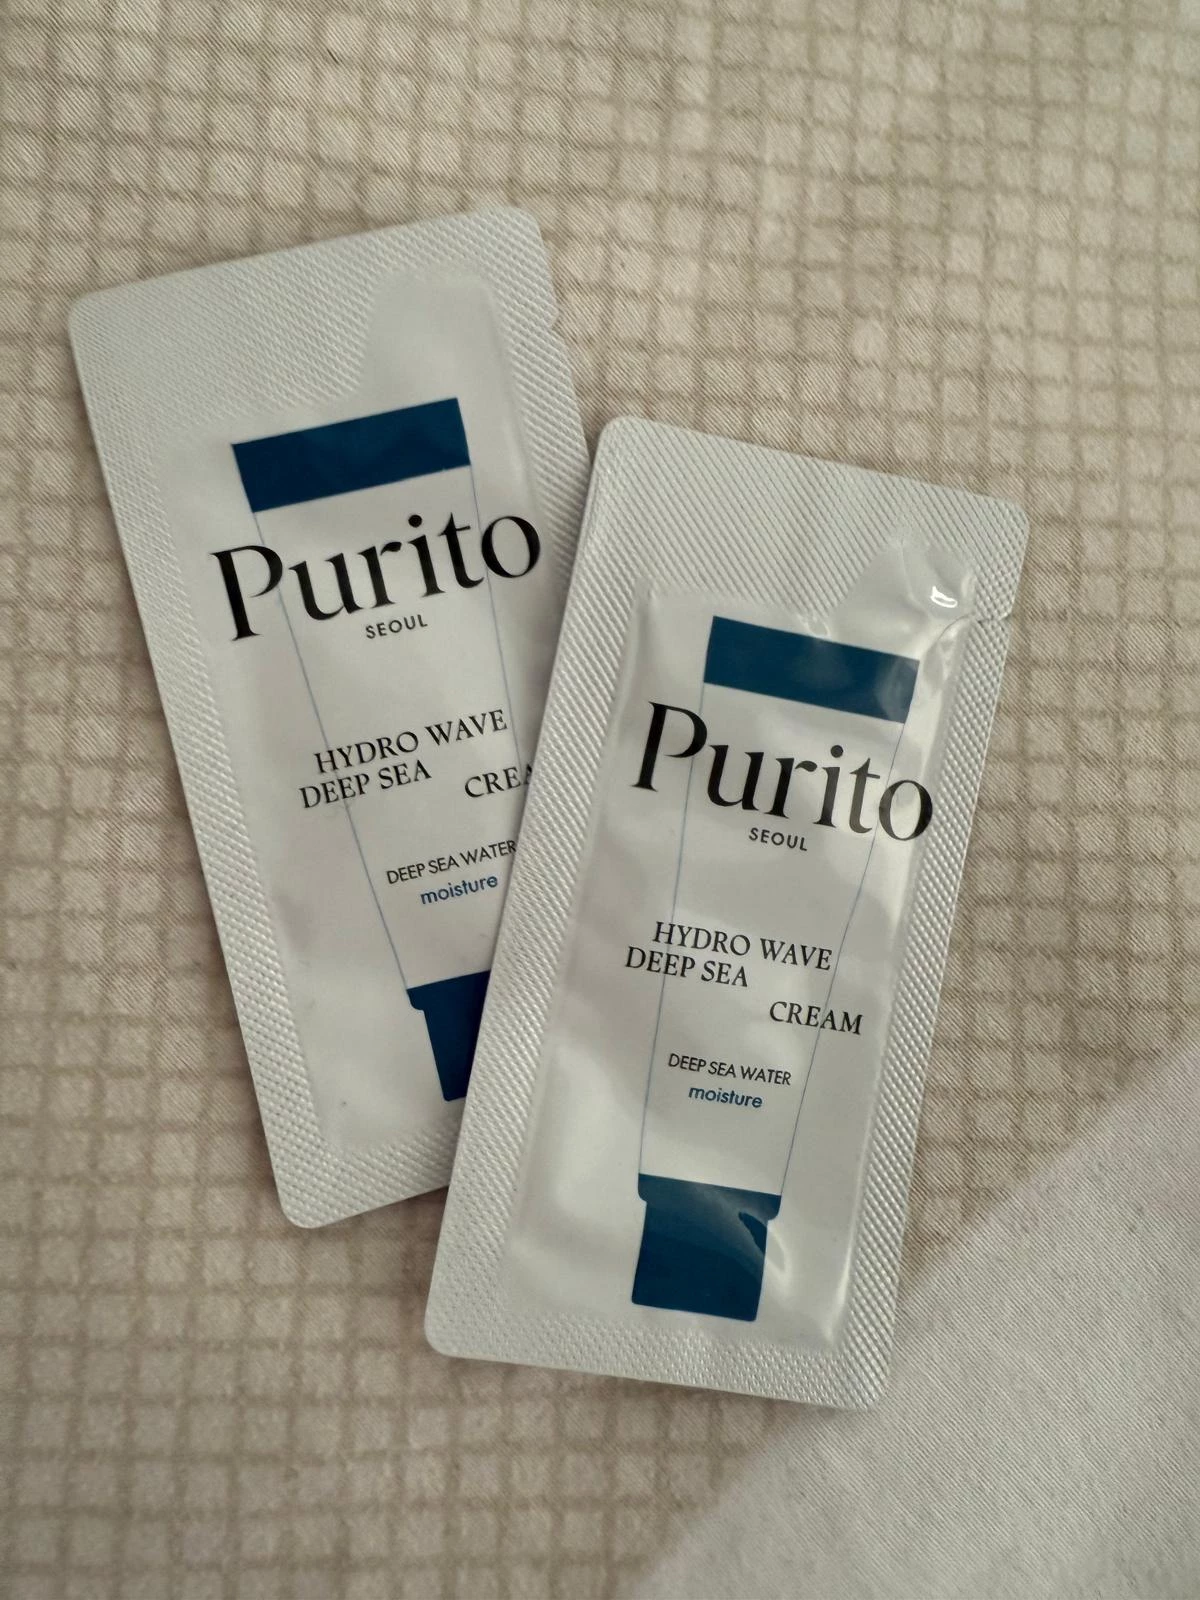 Purito
SEOUL
HYDRO WAVE
DEEP SEA
CREA
DEEP SEA WATER
moisture
Purito
SEOUL
HYDRO WAVE
DEEP SEA
CREAM
DEEP SEA WATER
moisture